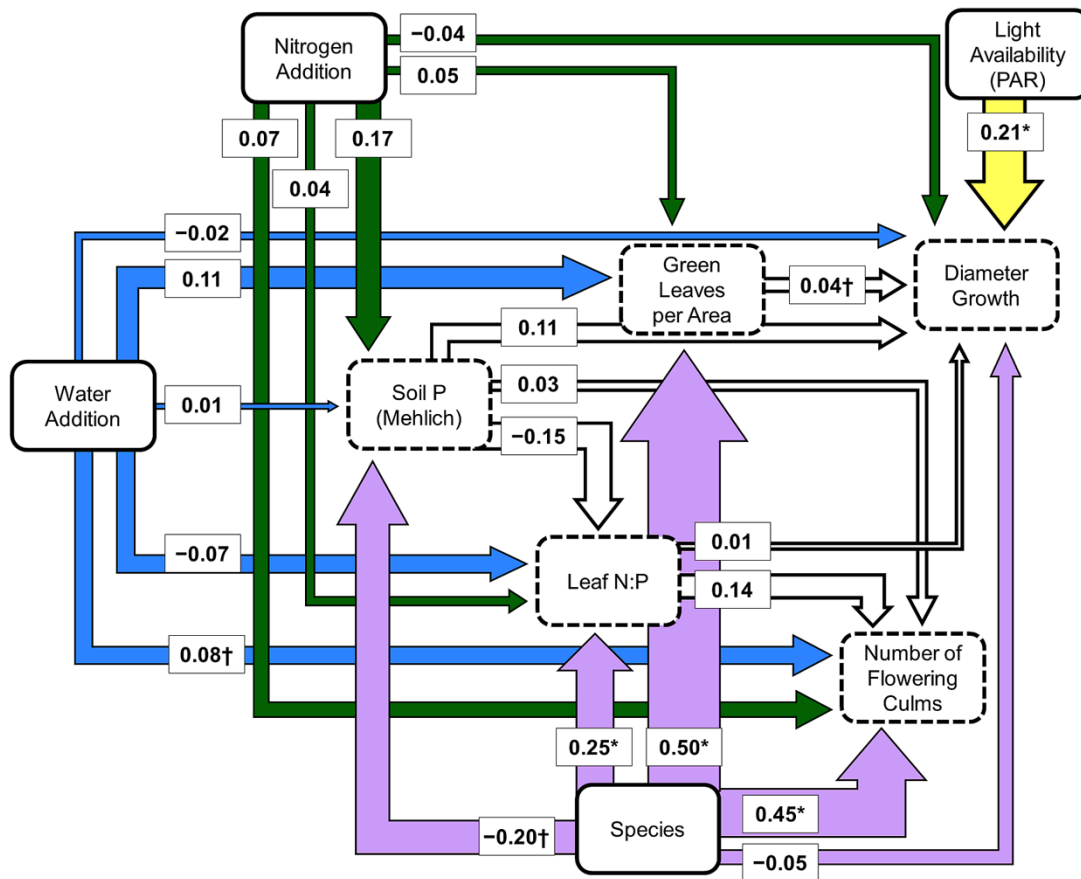 Nitrogen
Addition
−0.04
0.05
Light
Availability
(PAR)
0.07
0.17
0.21*
0.04
−0.02
0.11
Green
Leaves
per Area
0.04†
Diameter
Growth
0.11
Water
Addition
0.01
Soil P
(Mehlich)
0.03
−0.15
−0.07
Leaf N:P
0.01
0.14
0.08†
Number of
Flowering
Culms
0.25*
0.50*
−0.20†
Species
0.45*
−0.05